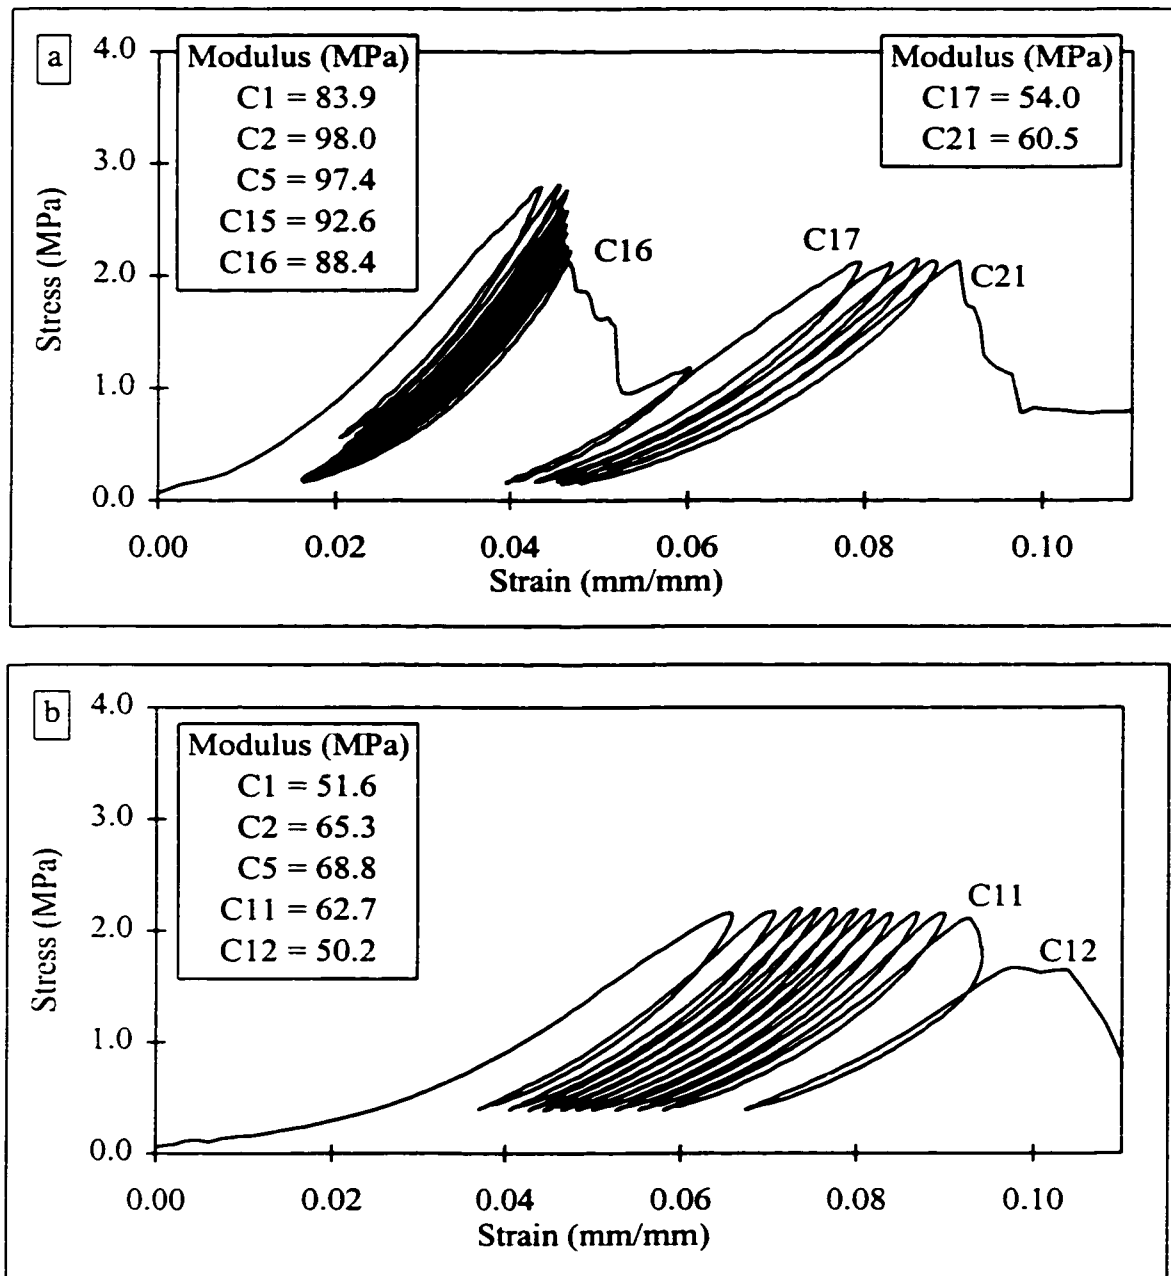 a
4.0
3.0
2.0
1.0
0.0
Stress (MPa)
Modulus (MPa)
C1 = 83.9
C2 = 98.0
C5 = 97.4
C15 = 92.6
C16 = 88.4
Modulus (MPa)
C17 = 54.0
C21 = 60.5
C16
C17
C21
0.00 0.02 0.04 0.06 0.08 0.10
Strain (mm/mm)
b
4.0
3.0
2.0
1.0
0.0
Stress (MPa)
Modulus (MPa)
C1 = 51.6
C2 = 65.3
C5 = 68.8
C11 = 62.7
C12 = 50.2
C11
C12
0.00 0.02 0.04 0.06 0.08 0.10
Strain (mm/mm)